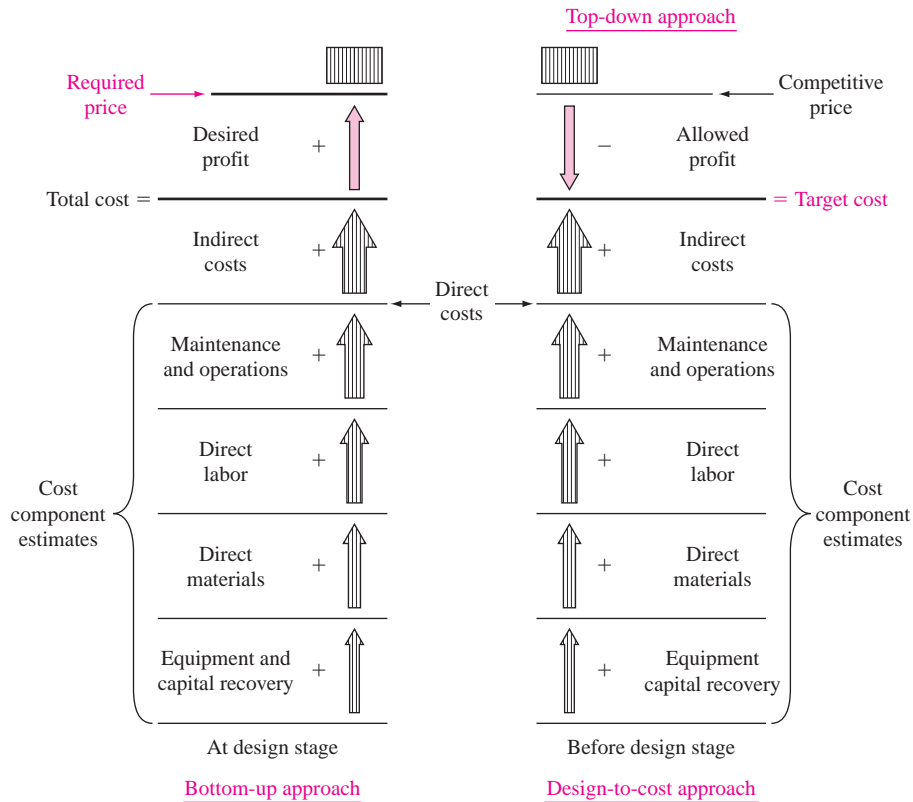 Top-down approach
Required
price
Competitive
price
Desired
profit
+
−
Allowed
profit
Total cost =
= Target cost
Indirect
costs
+
+
Indirect
costs
Direct
costs
Maintenance
and operations
+
+
Maintenance
and operations
Direct
labor
+
+
Direct
labor
Cost
component
estimates
Cost
component
estimates
Direct
materials
+
+
Direct
materials
Equipment and
capital recovery
+
+
Equipment
capital recovery
At design stage
Before design stage
Bottom-up approach
Design-to-cost approach